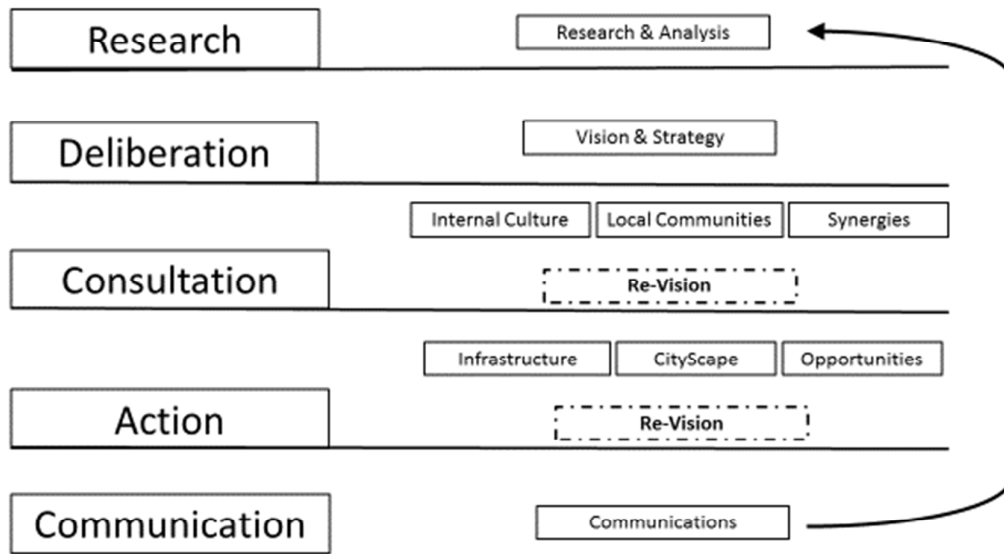 Research
Research & Analysis
Deliberation
Vision & Strategy
Internal Culture
Local Communities
Synergies
Consultation
Re-Vision
Infrastructure
CityScape
Opportunities
Action
Re-Vision
Communication
Communications